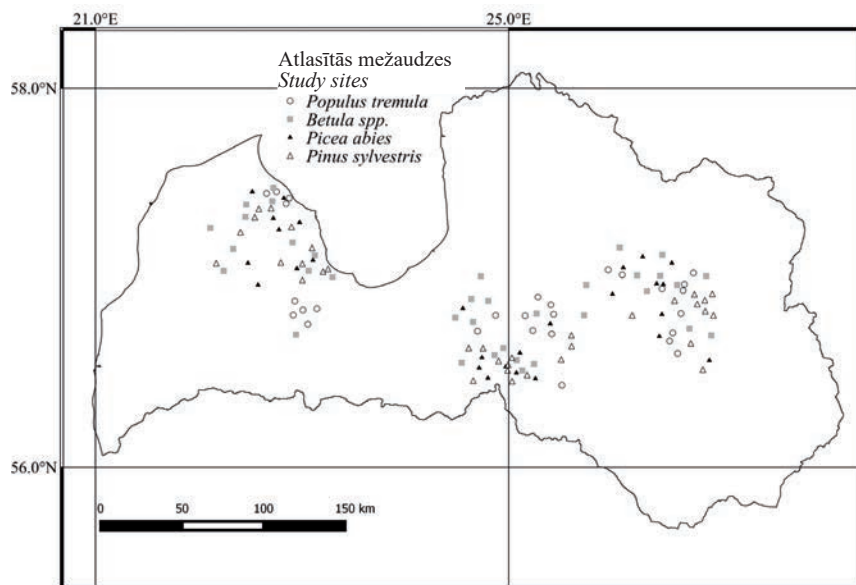 21.0°E 25.0°E
58.0°N
Atlasītās mežaudzes
Study sites
Populus tremula
Betula spp.
Picea abies
Pinus sylvestris
56.0°N
0 50 100 150 km